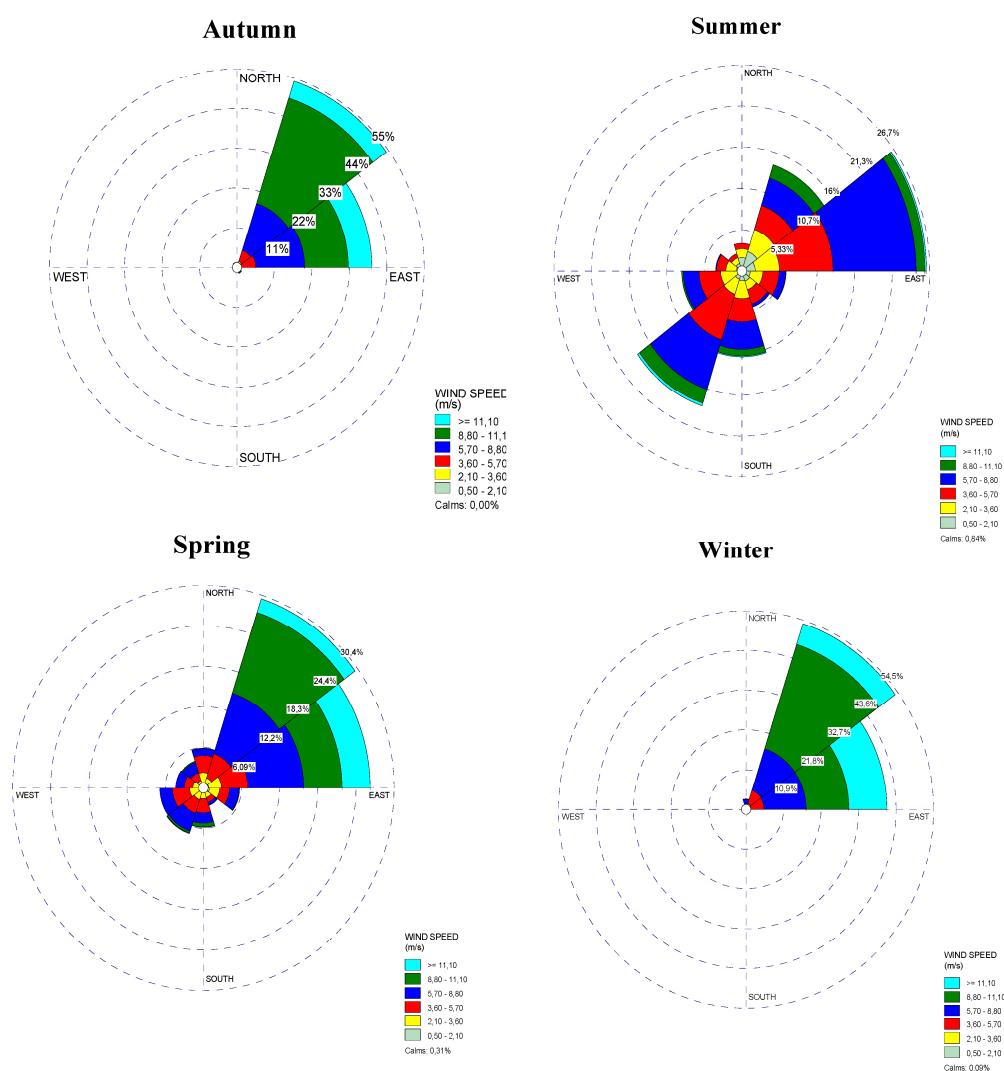 Autumn
NORTH
55%
44%
33%
22%
11%
WEST
EAST
SOUTH
WIND SPEED
(m/s)
>= 11,10
8,80 - 11,1
5,70 - 8,80
3,60 - 5,70
2,10 - 3,60
0,50 - 2,10
Calms: 0,00%
Summer
NORTH
26,7%
21,3%
16%
10,7%
5,33%
WEST
EAST
SOUTH
WIND SPEED
(m/s)
>= 11,10
8,80 - 11,10
5,70 - 8,80
3,60 - 5,70
2,10 - 3,60
0,50 - 2,10
Calms: 0,84%
Spring
NORTH
30,4%
24,4%
18,3%
12,2%
6,09%
WEST
EAST
SOUTH
WIND SPEED
(m/s)
>= 11,10
8,80 - 11,10
5,70 - 8,80
3,60 - 5,70
2,10 - 3,60
0,50 - 2,10
Calms: 0,31%
Winter
NORTH
54,5%
43,6%
32,7%
21,8%
10,9%
WEST
EAST
SOUTH
WIND SPEED
(m/s)
>= 11,10
8,80 - 11,10
5,70 - 8,80
3,60 - 5,70
2,10 - 3,60
0,50 - 2,10
Calms: 0,09%